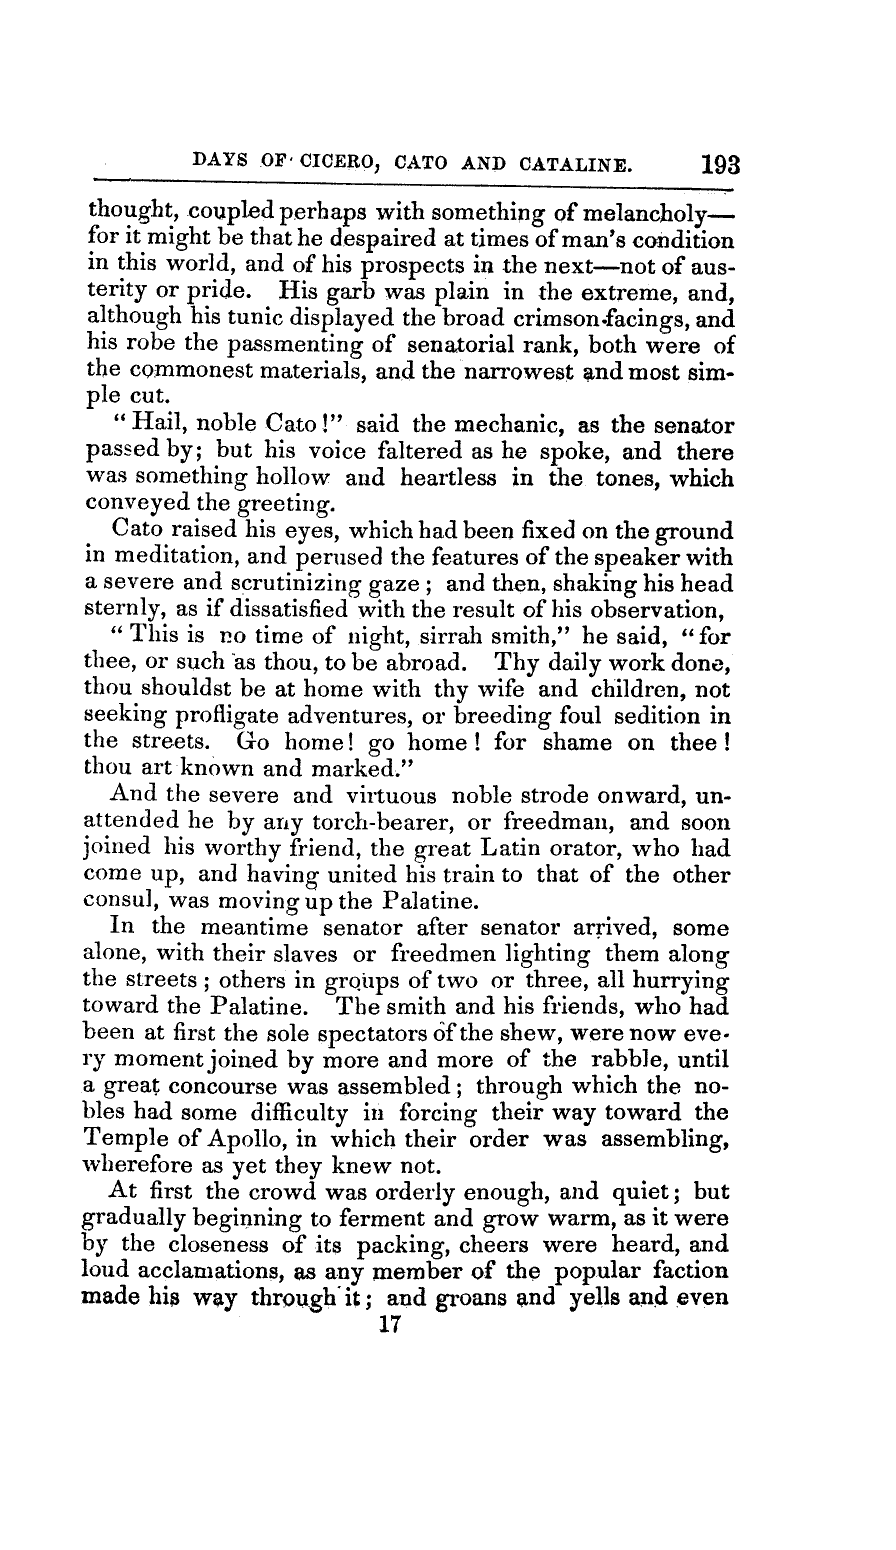 DAYS OF CICERO, CATO AND CATALINE. 193
thought, coupled perhaps with something of melancholy—
for it might be that he despaired at times of man's condition
in this world, and of his prospects in the next—not of aus-
terity or pride. His garb was plain in the extreme, and,
although his tunic displayed the broad crimson facings, and
his robe the passmenting of senatorial rank, both were of
the commonest materials, and the narrowest and most sim-
ple cut.
"Hail, noble Cato!" said the mechanic, as the senator
passed by; but his voice faltered as he spoke, and there
was something hollow and heartless in the tones, which
conveyed the greeting.
Cato raised his eyes, which had been fixed on the ground
in meditation, and perused the features of the speaker with
a severe and scrutinizing gaze; and then, shaking his head
sternly, as if dissatisfied with the result of his observation,
"This is no time of night, sirrah smith," he said, "for
thee, or such as thou, to be abroad. Thy daily work done,
thou shouldst be at home with thy wife and children, not
seeking profligate adventures, or breeding foul sedition in
the streets. Go home! go home! for shame on thee!
thou art known and marked."
And the severe and virtuous noble strode onward, un-
attended he by any torch-bearer, or freedman, and soon
joined his worthy friend, the great Latin orator, who had
come up, and having united his train to that of the other
consul, was moving up the Palatine.
In the meantime senator after senator arrived, some
alone, with their slaves or freedmen lighting them along
the streets; others in groups of two or three, all hurrying
toward the Palatine. The smith and his friends, who had
been at first the sole spectators of the shew, were now eve-
ry moment joined by more and more of the rabble, until
a great concourse was assembled; through which the no-
bles had some difficulty in forcing their way toward the
Temple of Apollo, in which their order was assembling,
wherefore as yet they knew not.
At first the crowd was orderly enough, and quiet; but
gradually beginning to ferment and grow warm, as it were
by the closeness of its packing, cheers were heard, and
loud acclamations, as any member of the popular faction
made his way through it; and groans and yells and even
17